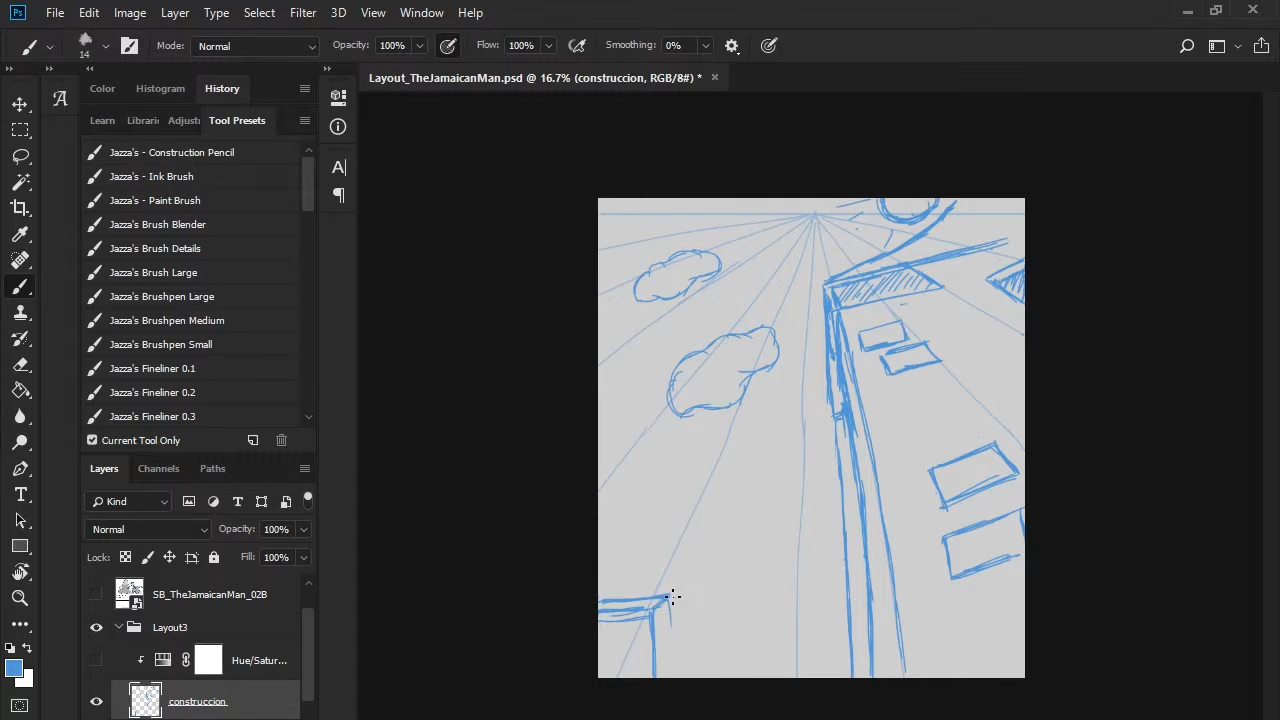 Ps File Edit Image Layer Type Select Filter 3D View Window Help
14 Mode: Normal Opacity: 100% Flow: 100% Smoothing: 0%
Layout_TheJamaicanMan.psd @ 16.7% (construccion, RGB/8#) * ×
Color Histogram History
Learn Librarie Adjustr Tool Presets
Jazza's - Construction Pencil
Jazza's - Ink Brush
Jazza's - Paint Brush
Jazza's Brush Blender
Jazza's Brush Details
Jazza's Brush Large
Jazza's Brushpen Large
Jazza's Brushpen Medium
Jazza's Brushpen Small
Jazza's Fineliner 0.1
Jazza's Fineliner 0.2
Jazza's Fineliner 0.3
Current Tool Only
Layers Channels Paths
Kind
Normal Opacity: 100%
Lock: Fill: 100%
SB_TheJamaicanMan_02B
Layout3
Hue/Satur...
construccion